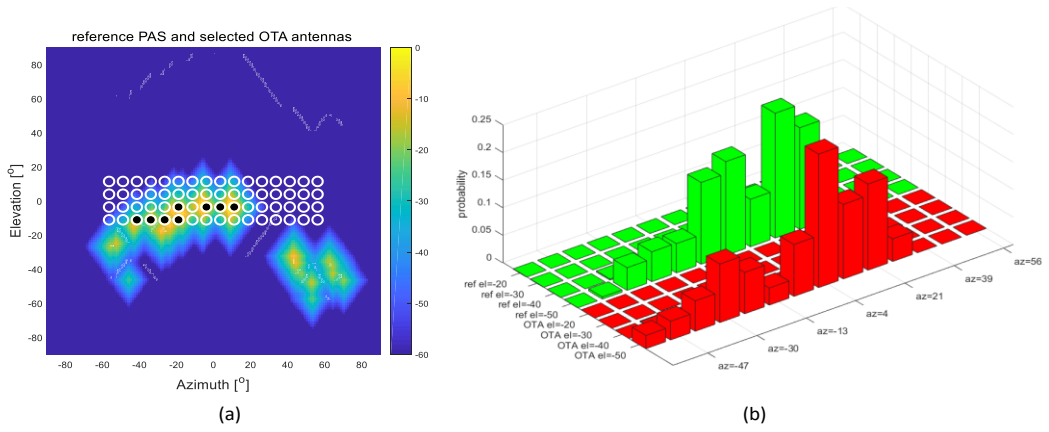 reference PAS and selected OTA antennas
80
60
40
20
0
-20
-40
-60
-80
Elevation [o]
-80 -60 -40 -20 0 20 40 60 80
Azimuth [o]
0
-10
-20
-30
-40
-50
-60
(a)
0.25
0.2
0.15
0.1
0.05
0
probability
ref el=-20
ref el=-30
ref el=-40
ref el=-50
OTA el=-20
OTA el=-30
OTA el=-40
OTA el=-50
az=-47
az=-30
az=-13
az=4
az=21
az=39
az=56
(b)